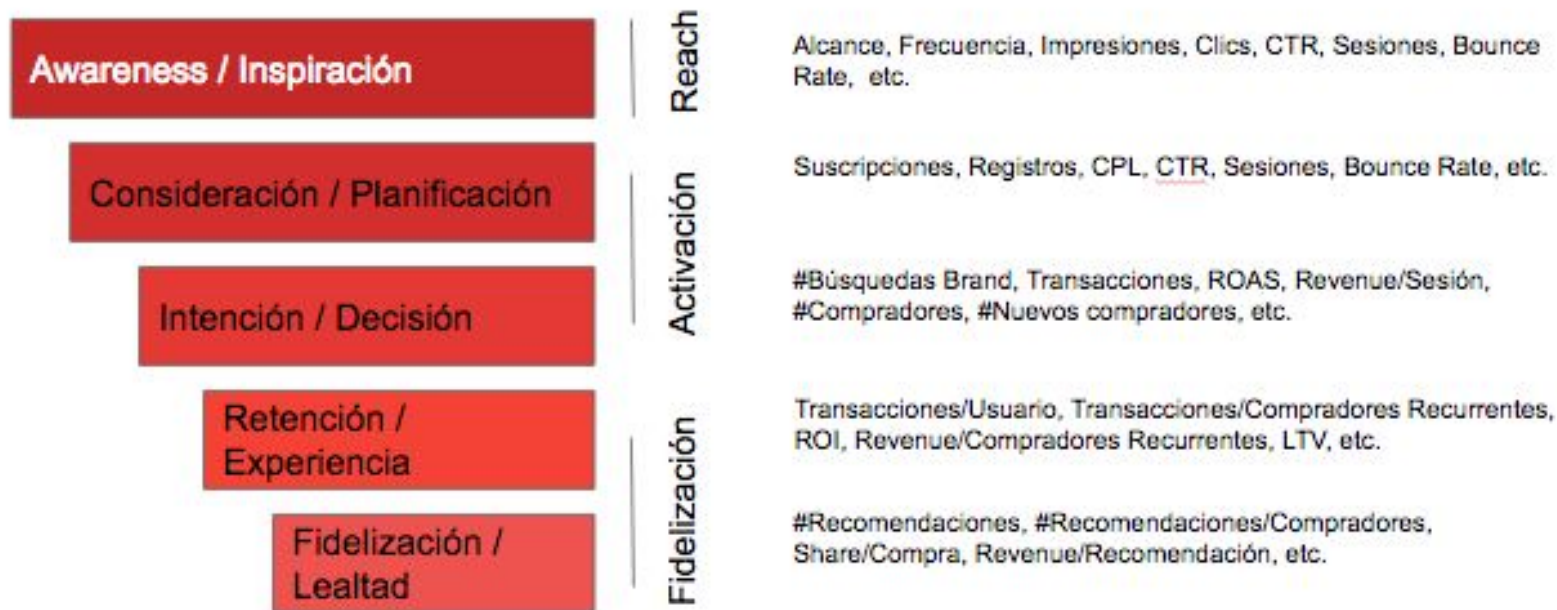 Awareness / Inspiración
Reach
Alcance, Frecuencia, Impresiones, Clics, CTR, Sesiones, Bounce
Rate, etc.
Consideración / Planificación
Activación
Suscripciones, Registros, CPL, CTR, Sesiones, Bounce Rate, etc.
Intención / Decisión
#Búsquedas Brand, Transacciones, ROAS, Revenue/Sesión,
#Compradores, #Nuevos compradores, etc.
Retención /
Experiencia
Fidelización
Transacciones/Usuario, Transacciones/Compradores Recurrentes,
ROI, Revenue/Compradores Recurrentes, LTV, etc.
Fidelización /
Lealtad
#Recomendaciones, #Recomendaciones/Compradores,
Share/Compra, Revenue/Recomendación, etc.